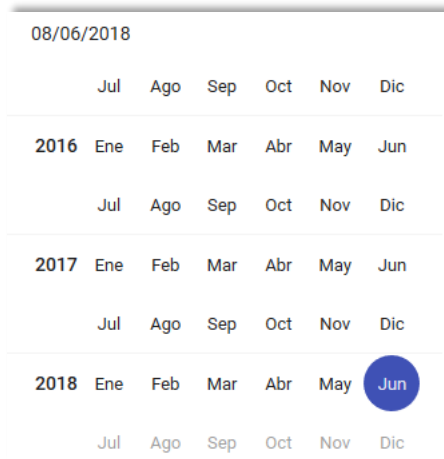 08/06/2018
Jul Ago Sep Oct Nov Dic
2016 Ene Feb Mar Abr May Jun
Jul Ago Sep Oct Nov Dic
2017 Ene Feb Mar Abr May Jun
Jul Ago Sep Oct Nov Dic
2018 Ene Feb Mar Abr May Jun
Jul Ago Sep Oct Nov Dic